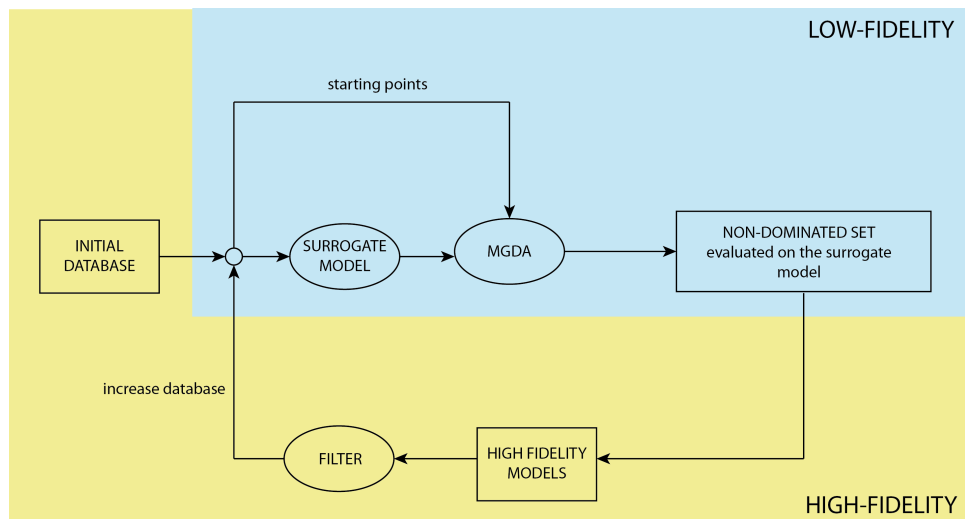 LOW-FIDELITY
starting points
INITIAL
DATABASE
SURROGATE
MODEL
MGDA
NON-DOMINATED SET
evaluated on the surrogate
model
increase database
FILTER
HIGH FIDELITY
MODELS
HIGH-FIDELITY